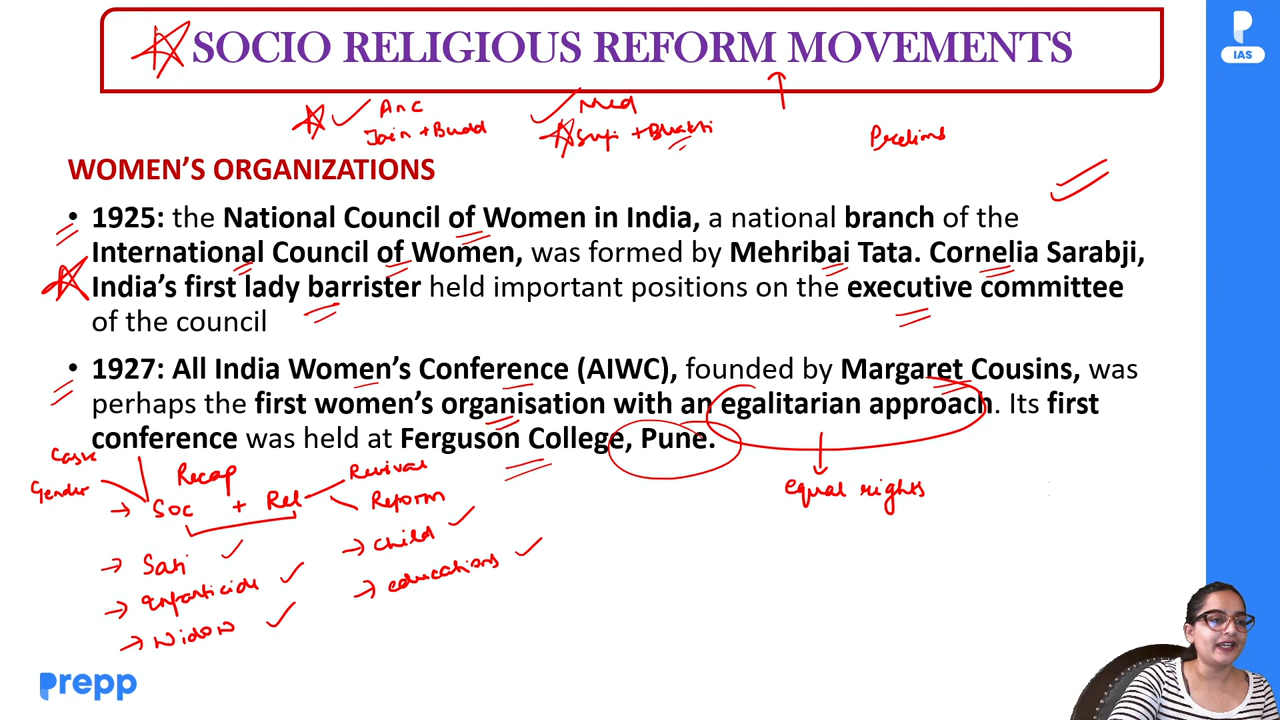 SOCIO RELIGIOUS REFORM MOVEMENTS
IAS
Anc
Jain + Budd
Med
Sufi + Bhakti
Prelims
WOMEN'S ORGANIZATIONS
• 1925: the National Council of Women in India, a national branch of the
International Council of Women, was formed by Mehribai Tata. Cornelia Sarabji,
India's first lady barrister held important positions on the executive committee
of the council
• 1927: All India Women's Conference (AIWC), founded by Margaret Cousins, was
perhaps the first women's organisation with an egalitarian approach. Its first
conference was held at Ferguson College, Pune.
Caste
Gender
Recap
Soc + Rel
Revival
Reform
equal rights
→ Sati
→ Infanticide
→ Widow
→ child
→ educations
prepp